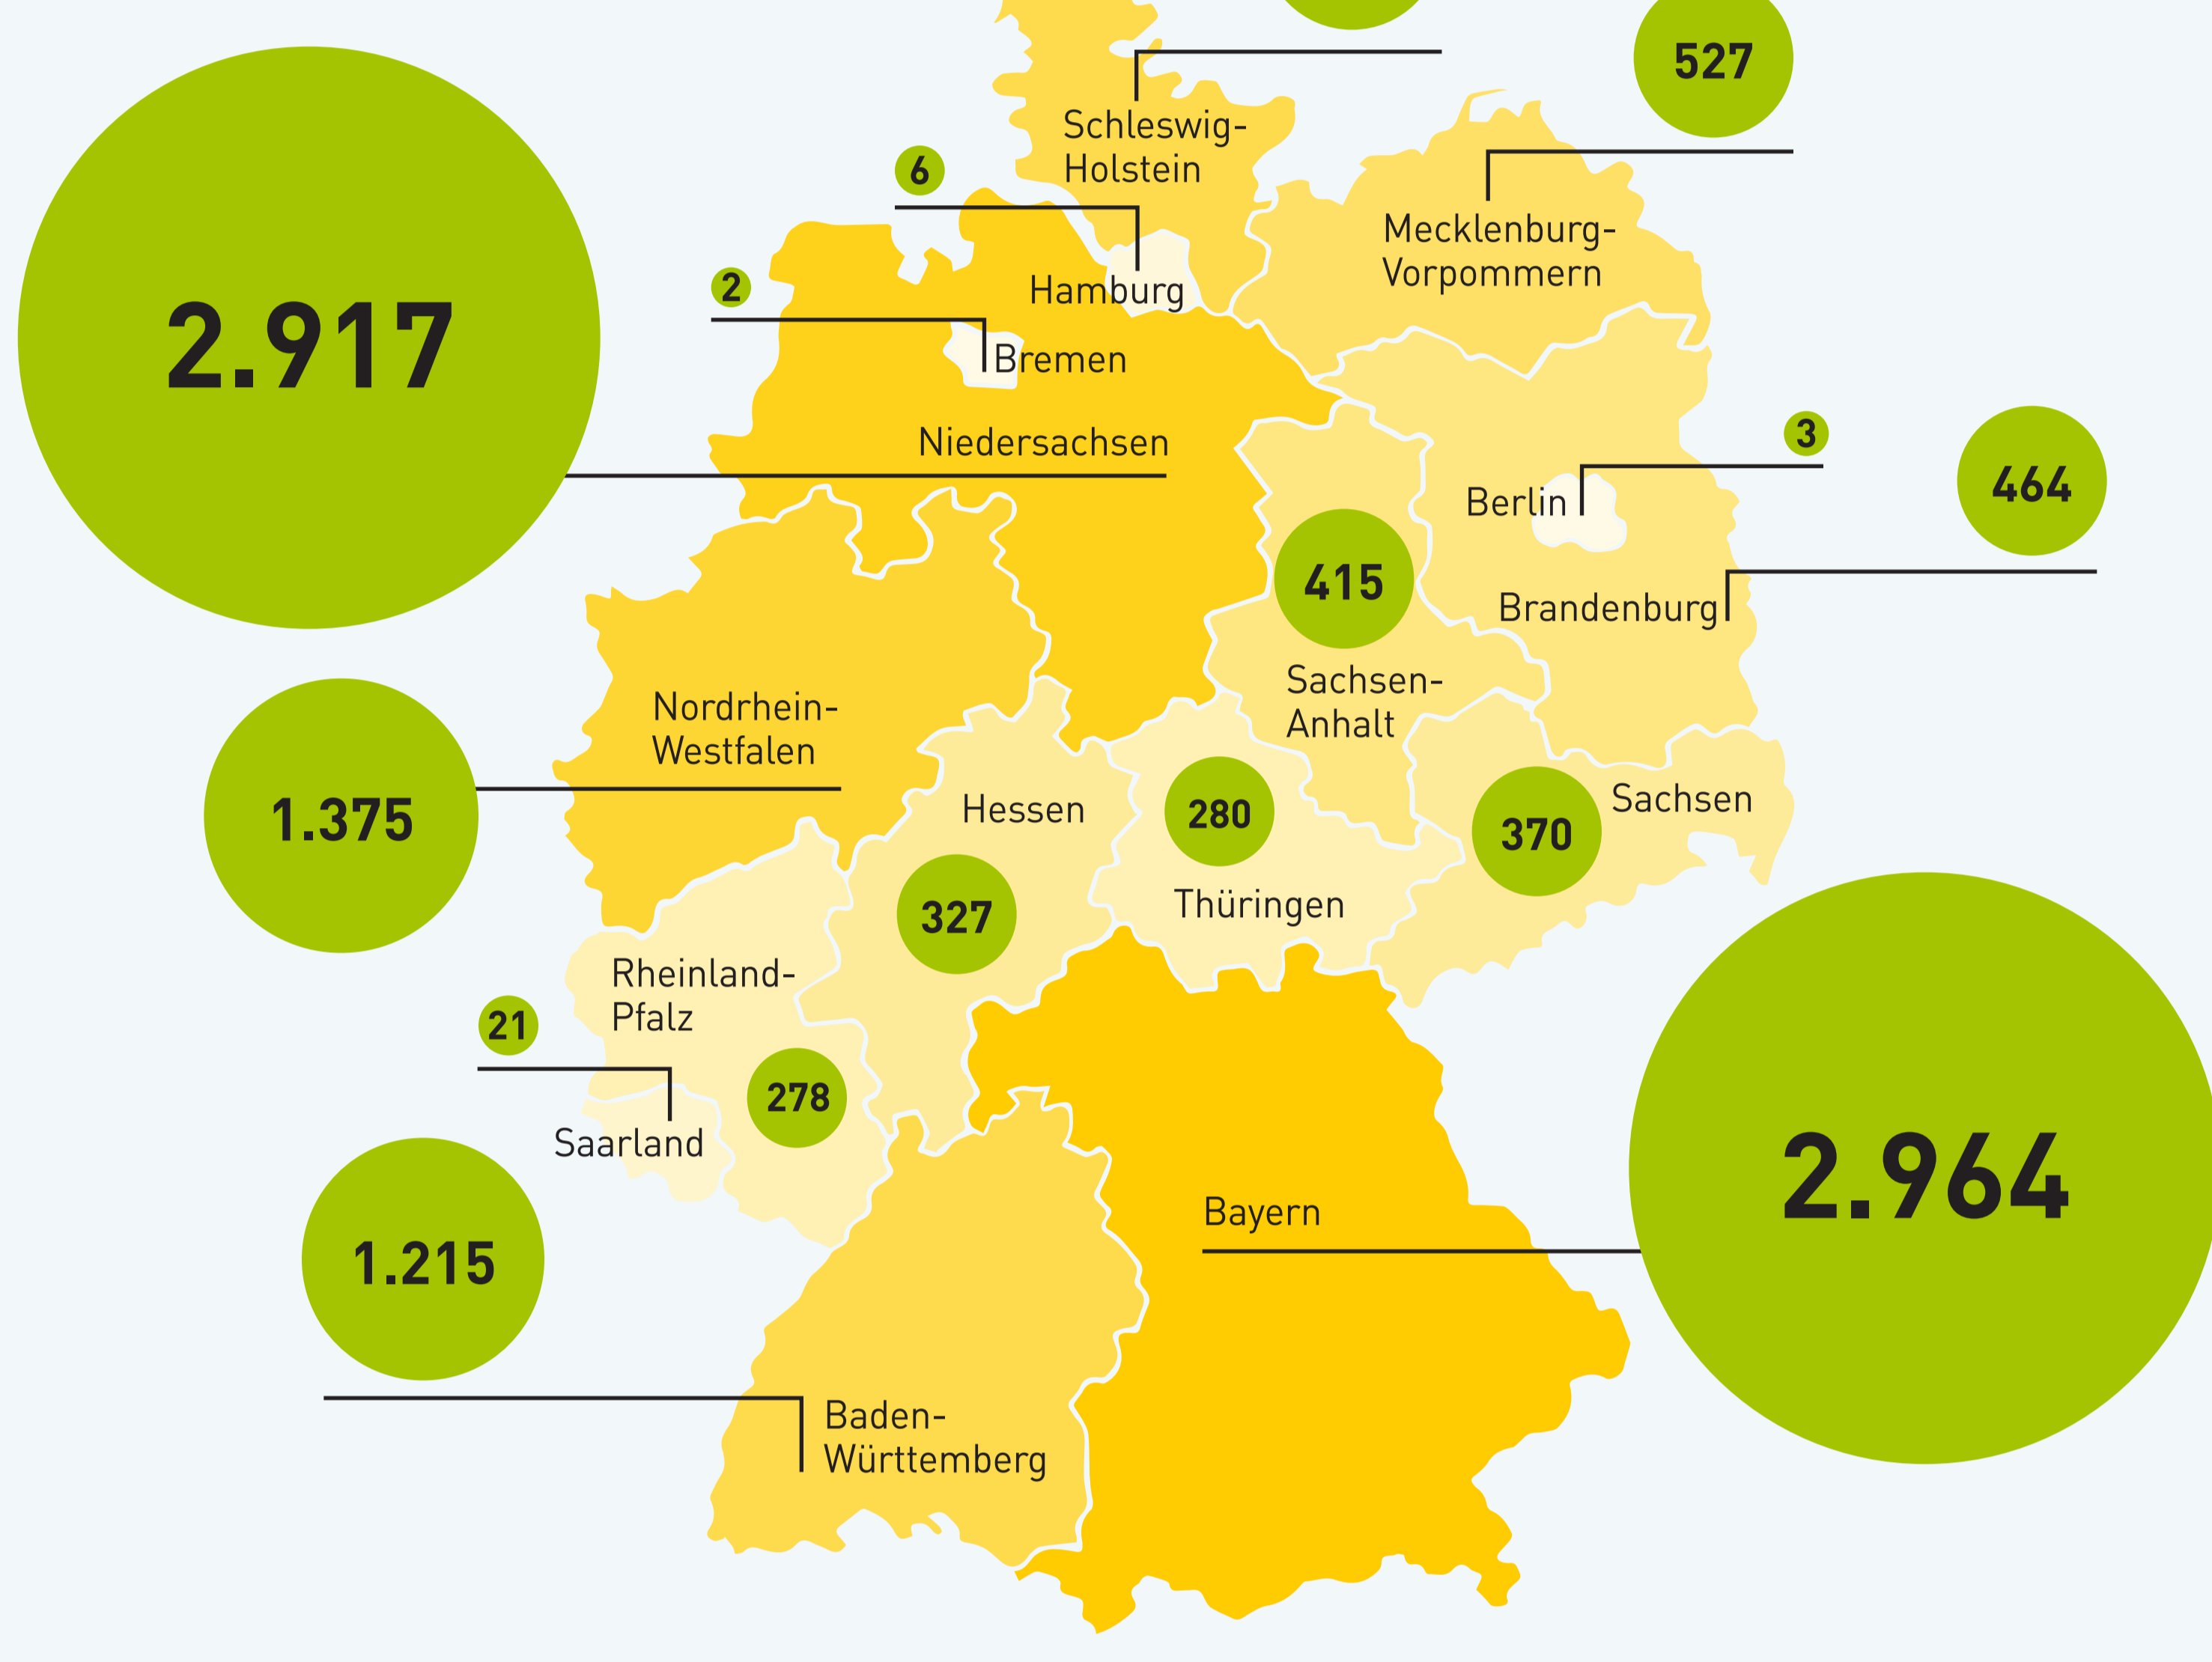 527
Schleswig-
Holstein
6
Mecklenburg-
Vorpommern
2.917
Hamburg
2
Bremen
Niedersachsen
3
464
Berlin
415
Brandenburg
Sachsen-
Anhalt
Nordrhein-
Westfalen
1.375
Hessen
280
Sachsen
370
327
Thüringen
Rheinland-
Pfalz
21
278
Saarland
2.964
Bayern
1.215
Baden-
Württemberg